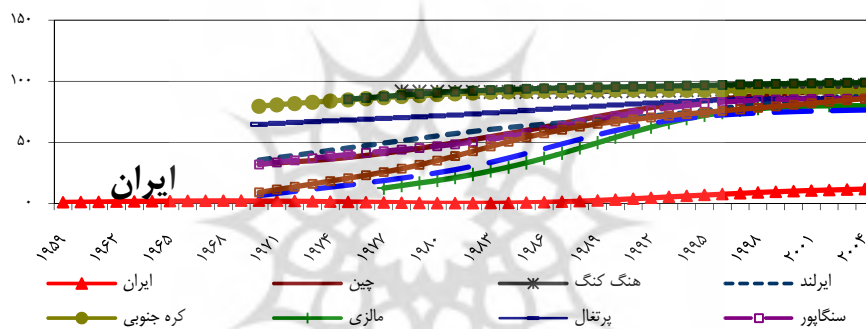 ۱۵۰
۱۰۰
۵۰
ایران
۰
۱۹۵۹ ۱۹۶۲ ۱۹۶۵ ۱۹۶۸ ۱۹۷۱ ۱۹۷۴ ۱۹۷۷ ۱۹۸۰ ۱۹۸۳ ۱۹۸۶ ۱۹۸۹ ۱۹۹۲ ۱۹۹۵ ۱۹۹۸ ۲۰۰۱ ۲۰۰۴
ایران چین هنگ کنگ ایرلند
کره جنوبی مالزی پرتغال سنگاپور